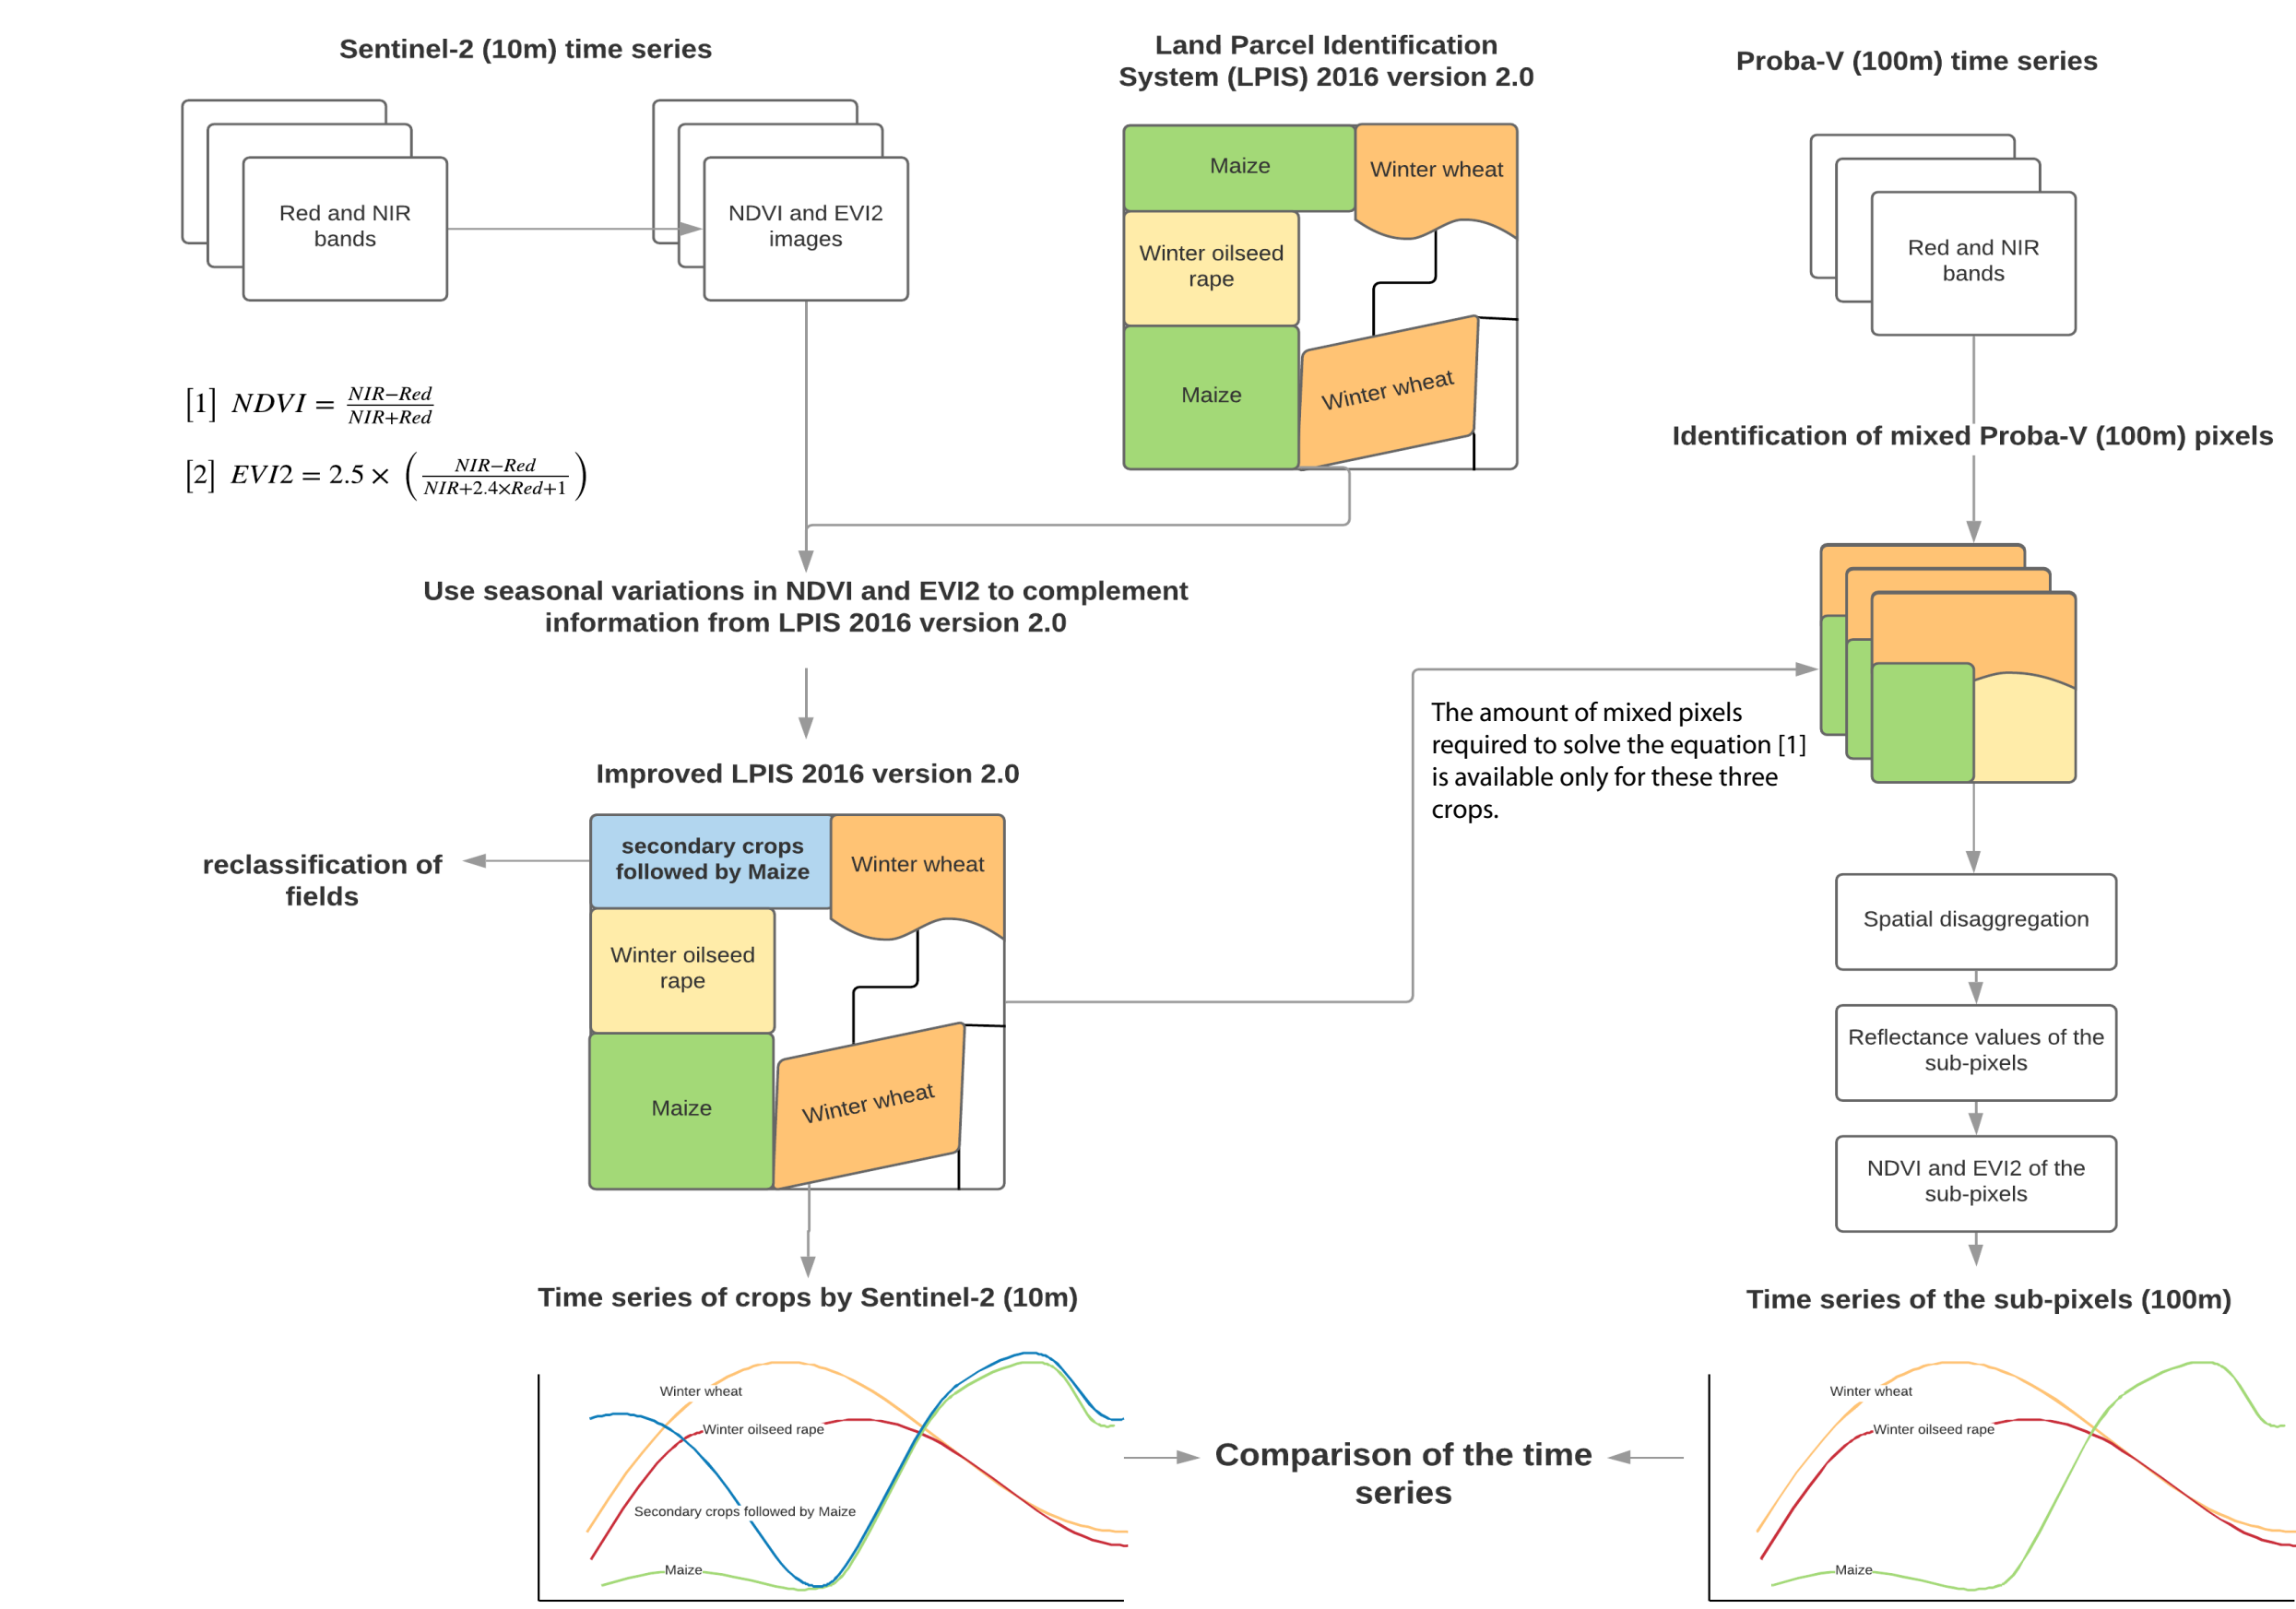 Sentinel-2 (10m) time series
Land Parcel Identification
System (LPIS) 2016 version 2.0
Proba-V (100m) time series
Red and NIR
bands
NDVI and EVI2
images
Maize
Winter wheat
Winter oilseed
rape
Maize
Winter wheat
Red and NIR
bands
[1] NDVI = NIR−Red / NIR+Red
[2] EVI2 = 2.5 × ( NIR−Red / NIR+2.4×Red+1 )
Identification of mixed Proba-V (100m) pixels
Use seasonal variations in NDVI and EVI2 to complement
information from LPIS 2016 version 2.0
The amount of mixed pixels
required to solve the equation [1]
is available only for these three
crops.
Improved LPIS 2016 version 2.0
reclassification of
fields
secondary crops
followed by Maize
Winter wheat
Winter oilseed
rape
Maize
Winter wheat
Spatial disaggregation
Reflectance values of the
sub-pixels
NDVI and EVI2 of the
sub-pixels
Time series of crops by Sentinel-2 (10m)
Time series of the sub-pixels (100m)
Winter wheat
Winter oilseed rape
Secondary crops followed by Maize
Maize
Comparison of the time
series
Winter wheat
Winter oilseed rape
Maize